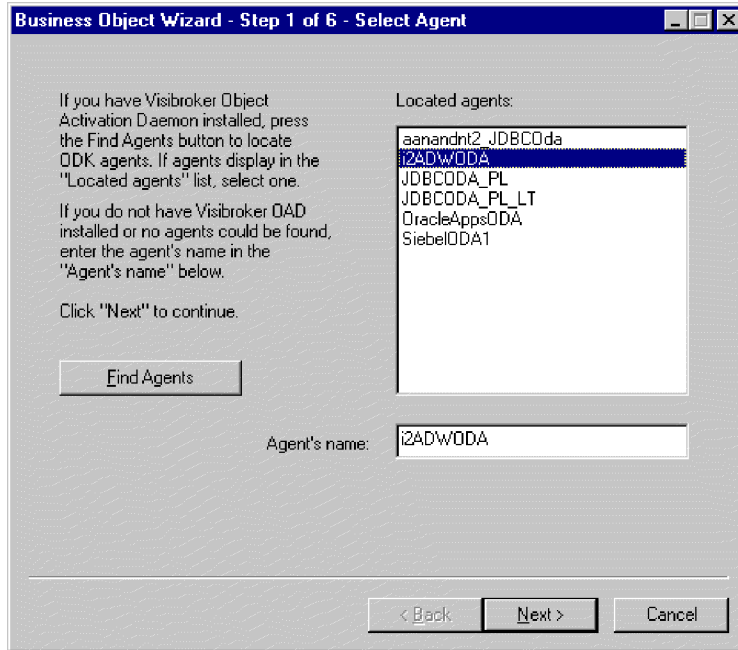 Business Object Wizard - Step 1 of 6 - Select Agent
If you have Visibroker Object
Activation Daemon installed, press
the Find Agents button to locate
ODK agents. If agents display in the
"Located agents" list, select one.
If you do not have Visibroker OAD
installed or no agents could be found,
enter the agent's name in the
"Agent's name" below.
Click "Next" to continue.
Find Agents
Located agents:
aanandnt2_JDBCOda
i2ADWODA
JDBCODA_PL
JDBCODA_PL_LT
OracleAppsODA
SiebelODA1
Agent's name:
i2ADWODA
< Back
Next >
Cancel